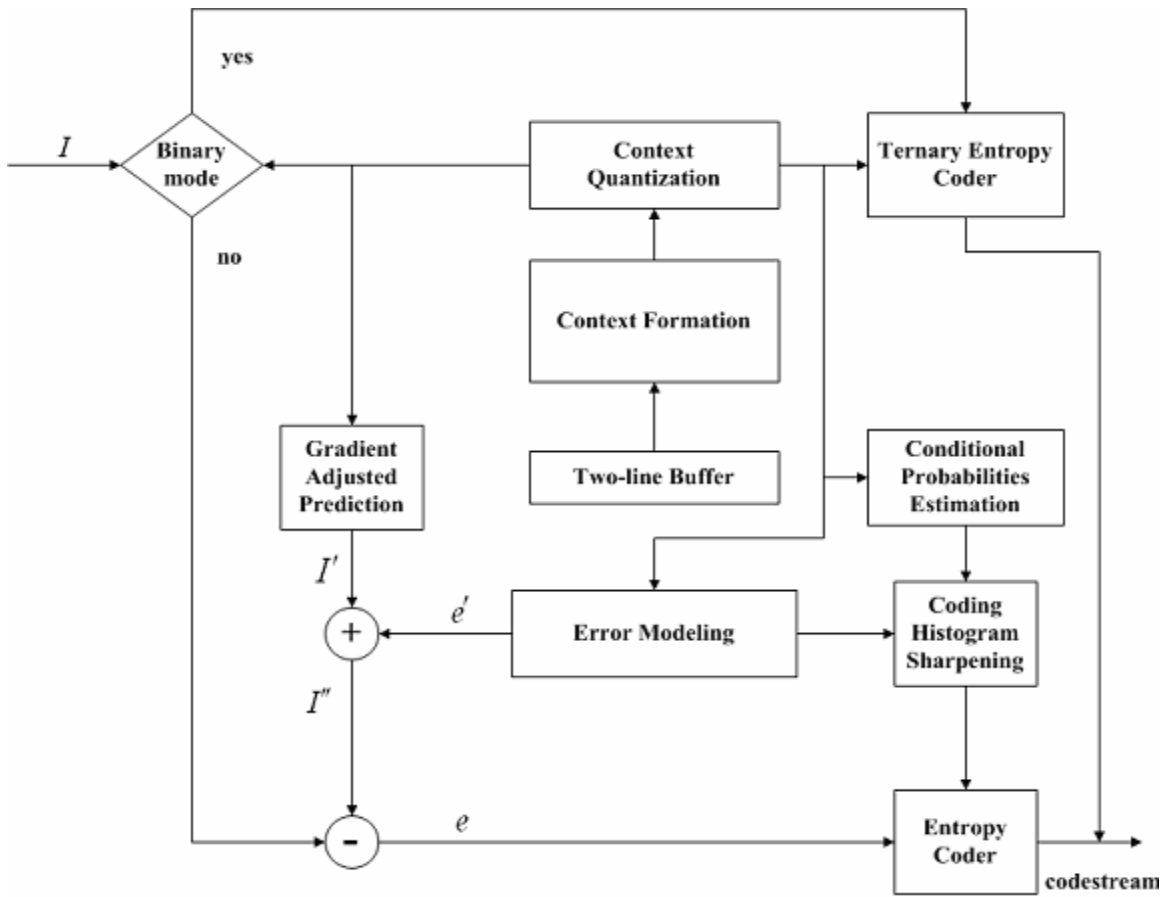 yes
I
Binary
mode
Context
Quantization
Ternary Entropy
Coder
no
Context Formation
Gradient
Adjusted
Prediction
Two-line Buffer
Conditional
Probabilities
Estimation
I′
e′
+
Error Modeling
Coding
Histogram
Sharpening
I″
-
e
Entropy
Coder
codestream